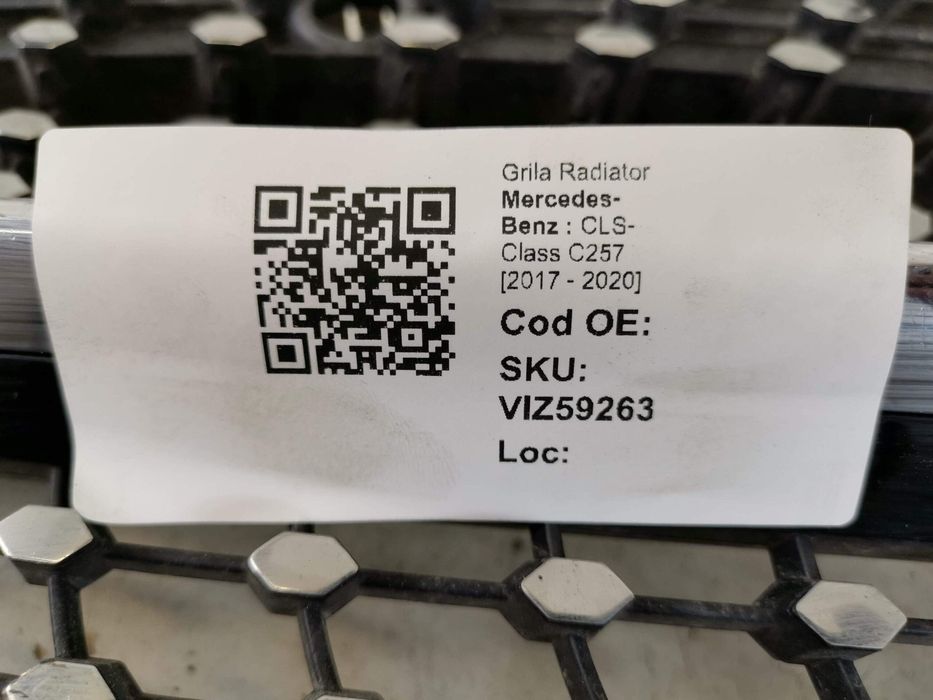 Grila Radiator
Mercedes-
Benz : CLS-
Class C257
[2017 - 2020]
Cod OE:
SKU:
VIZ59263
Loc: